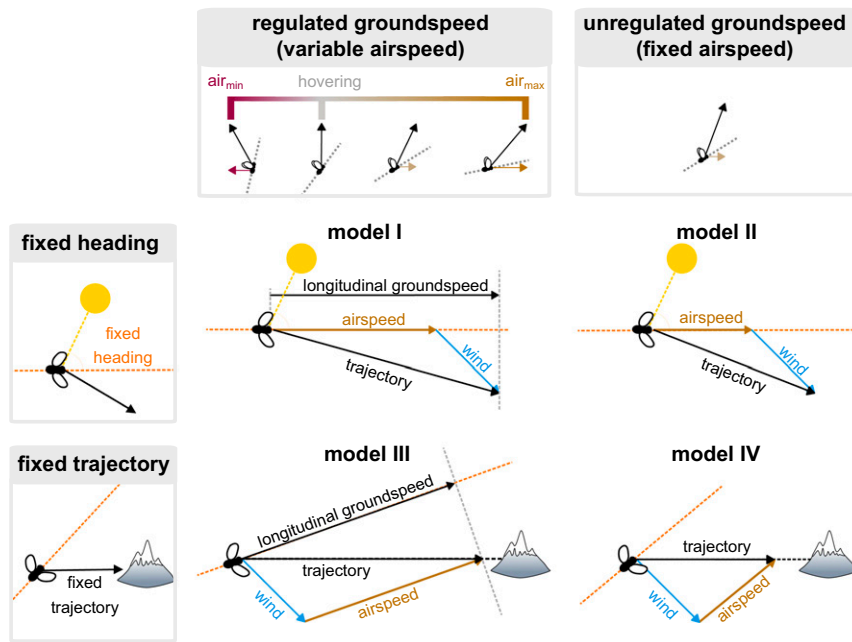 regulated groundspeed
(variable airspeed)
unregulated groundspeed
(fixed airspeed)
airmin
hovering
airmax
fixed heading
model I
model II
fixed
heading
longitudinal groundspeed
airspeed
wind
trajectory
airspeed
wind
trajectory
fixed trajectory
model III
model IV
fixed
trajectory
longitudinal groundspeed
trajectory
wind
airspeed
trajectory
wind
airspeed